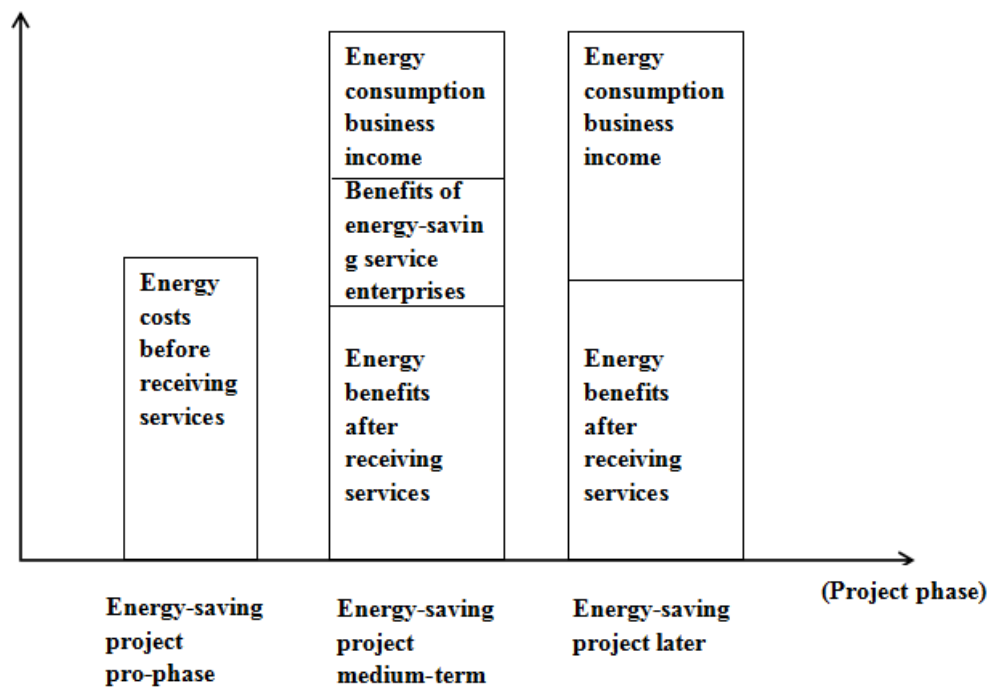 Energy
costs
before
receiving
services
Energy
consumption
business
income
Benefits of
energy-savin
g service
enterprises
Energy
benefits
after
receiving
services
Energy
consumption
business
income
Energy
benefits
after
receiving
services
(Project phase)
Energy-saving
project
pro-phase
Energy-saving
project
medium-term
Energy-saving
project later